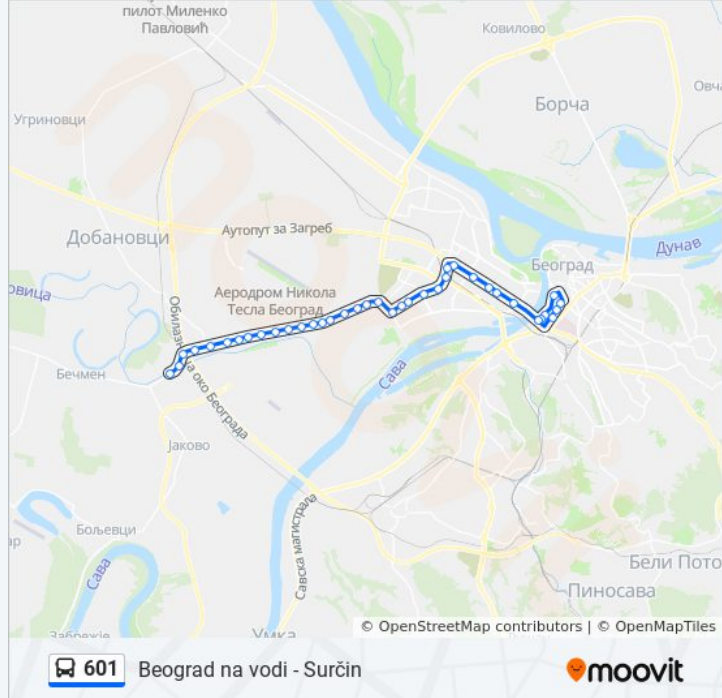 пилот Миленко
Павловић
Ковилово
Овча
Угриновци
Борча
Добановци
Аутопут за Загреб
Дунав
Београд
Аеродром Никола
Тесла Београд
Обилазница око Београда
Бечмен
Сава
Јаково
Бољевци
Савска магистрала
Сава
Бели Пото
Пиносава
Забрежје
Умка
© OpenStreetMap contributors | © OpenMapTiles
601 Beograd na vodi - Surčin
moovit